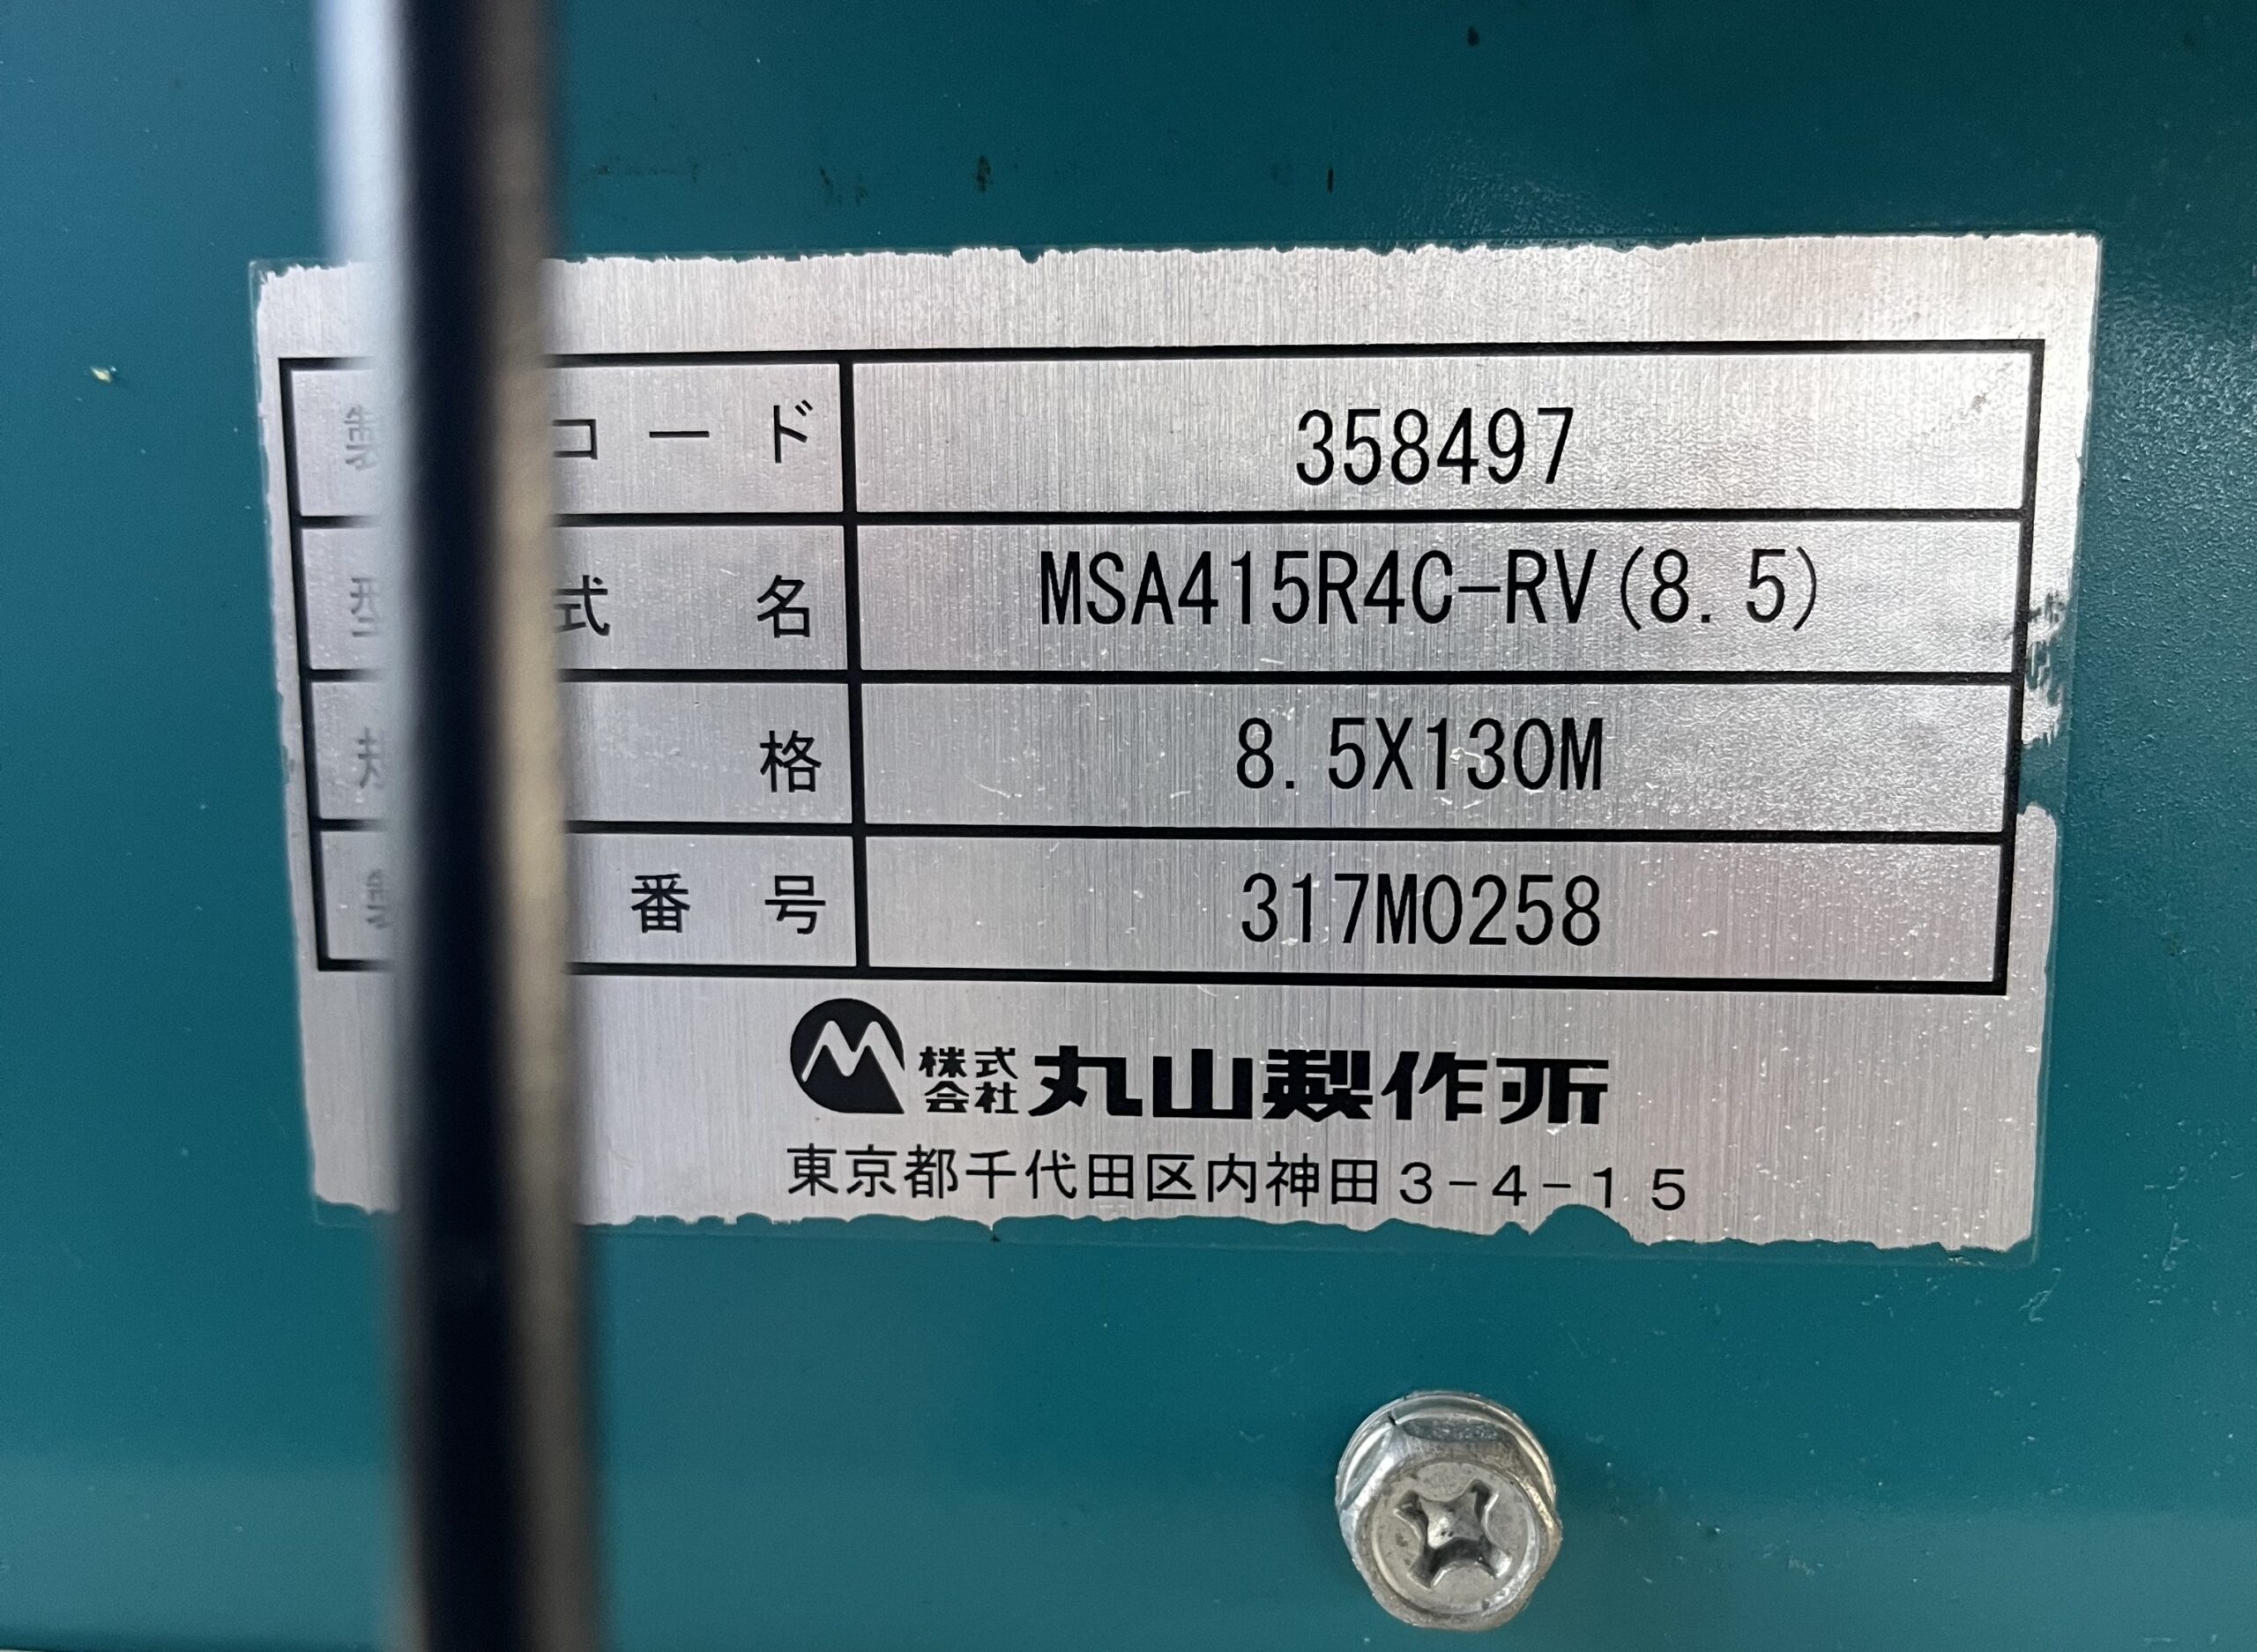 コード 358497
式名 MSA415R4C-RV(8.5)
格 8.5X130M
番号 317M0258
株式会社 丸山製作所
東京都千代田区内神田3-4-15